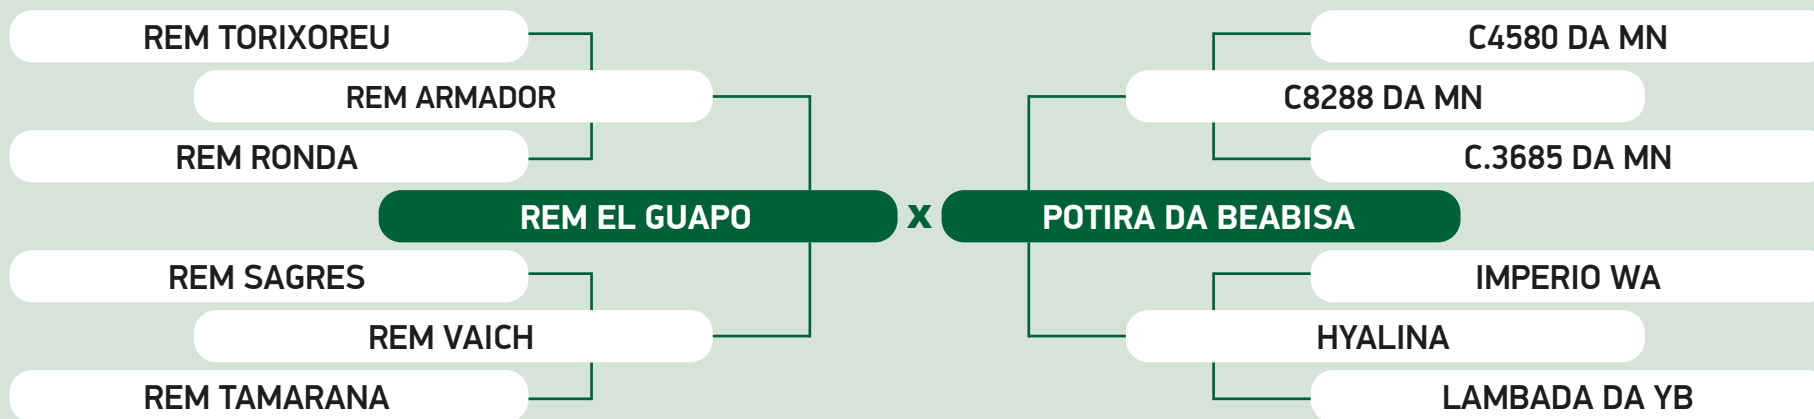 REM TORIXOREU
C4580 DA MN
REM ARMADOR
C8288 DA MN
REM RONDA
C.3685 DA MN
REM EL GUAPO X POTIRA DA BEABISA
REM SAGRES
IMPERIO WA
REM VAICH
HYALINA
REM TAMARANA
LAMBADA DA YB